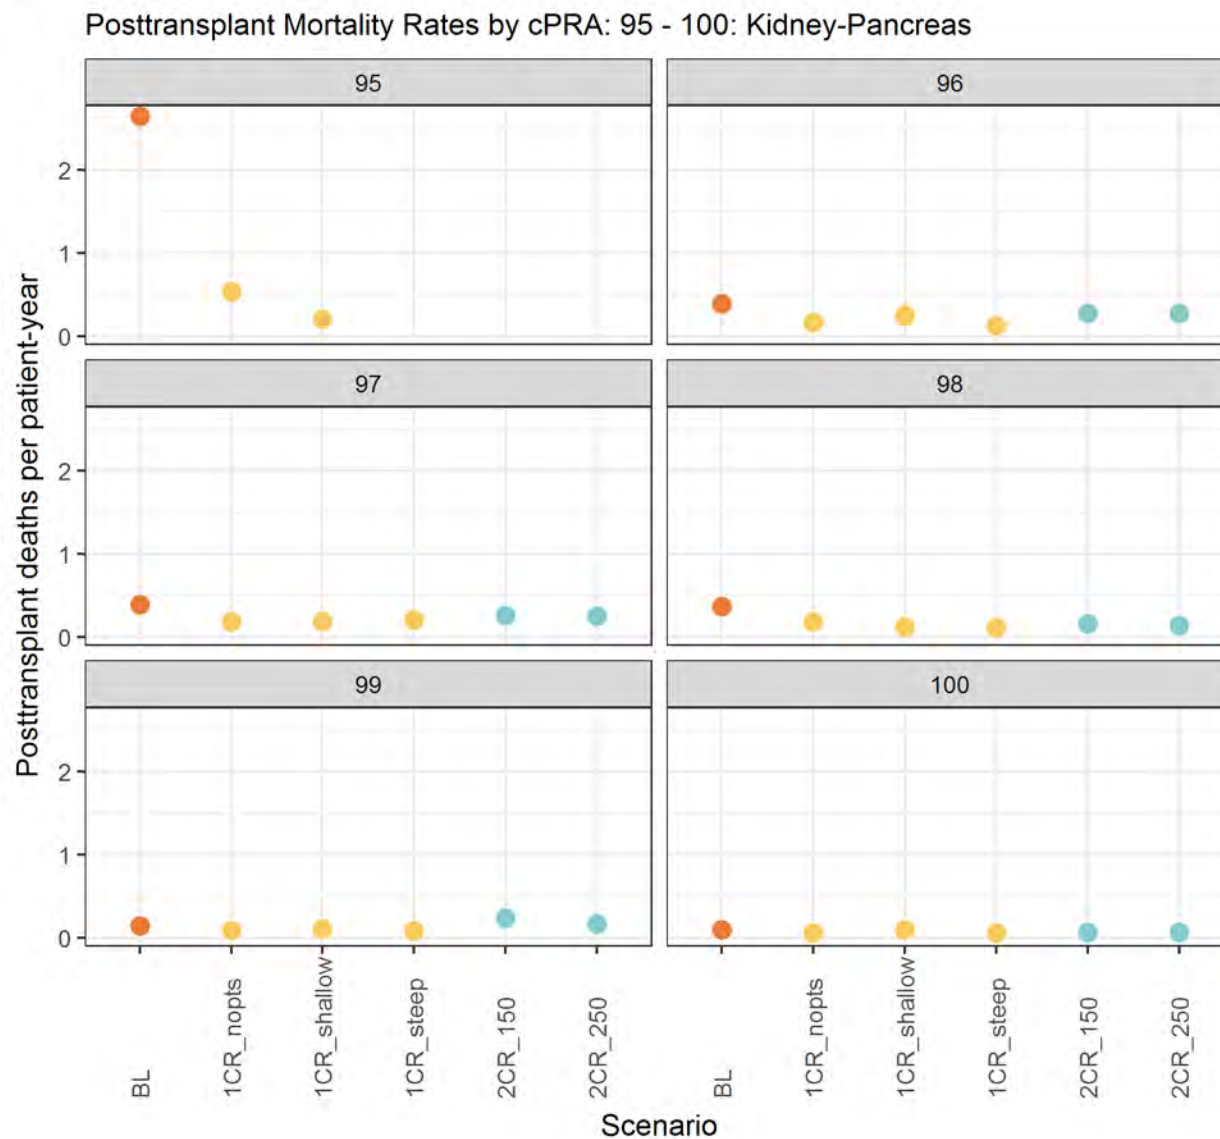 Posttransplant Mortality Rates by cPRA: 95 - 100: Kidney-Pancreas
95
96
2
1
0
97
98
2
1
0
99
100
2
1
0
Posttransplant deaths per patient-year
BL
1CR_nopts
1CR_shallow
1CR_steep
2CR_150
2CR_250
BL
1CR_nopts
1CR_shallow
1CR_steep
2CR_150
2CR_250
Scenario